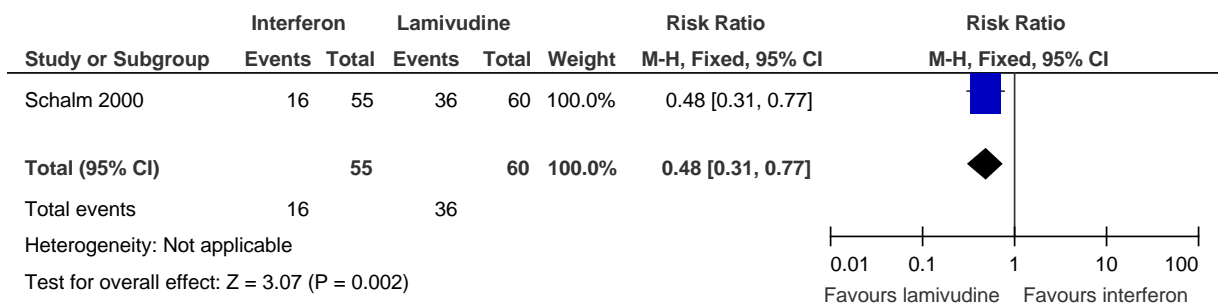 Interferon Lamivudine Risk Ratio Risk Ratio
Study or Subgroup Events Total Events Total Weight M-H, Fixed, 95% CI M-H, Fixed, 95% CI
Schalm 2000 16 55 36 60 100.0% 0.48 [0.31, 0.77]
Total (95% CI) 55 60 100.0% 0.48 [0.31, 0.77]
Total events 16 36
Heterogeneity: Not applicable
Test for overall effect: Z = 3.07 (P = 0.002)
0.01 0.1 1 10 100
Favours lamivudine Favours interferon